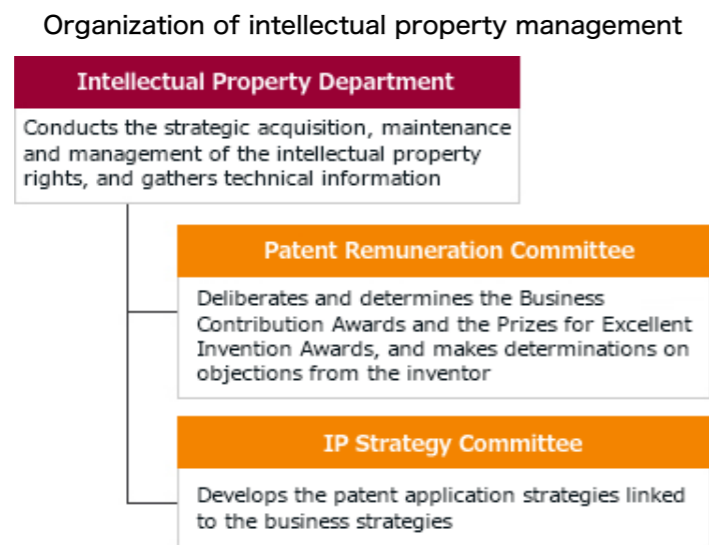 Organization of intellectual property management
Intellectual Property Department
Conducts the strategic acquisition, maintenance
and management of the intellectual property
rights, and gathers technical information
Patent Remuneration Committee
Deliberates and determines the Business
Contribution Awards and the Prizes for Excellent
Invention Awards, and makes determinations on
objections from the inventor
IP Strategy Committee
Develops the patent application strategies linked
to the business strategies